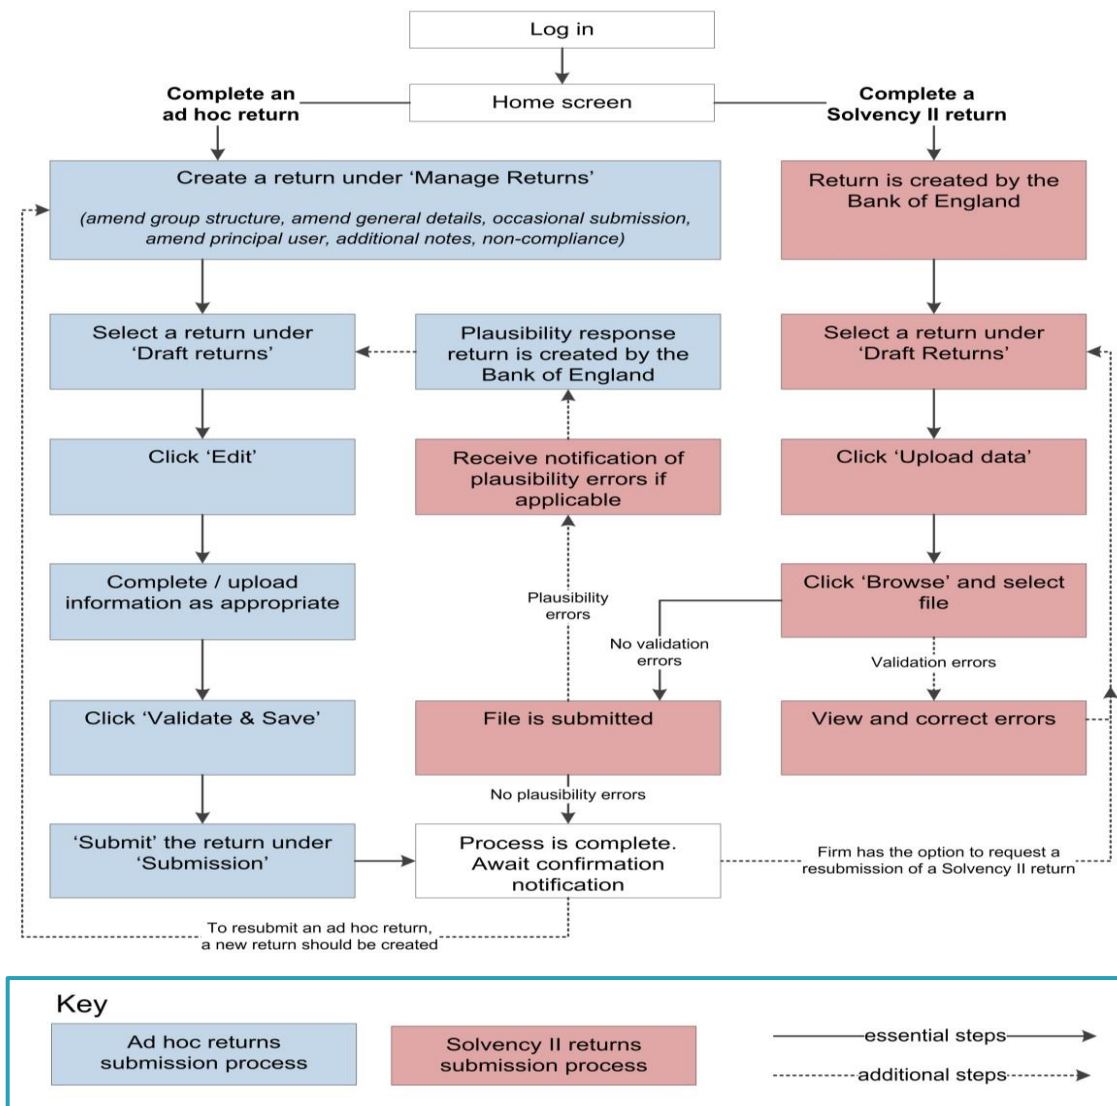 Log in
Home screen
Complete an
ad hoc return
Complete a
Solvency II return
Create a return under ‘Manage Returns’
(amend group structure, amend general details, occasional submission,
amend principal user, additional notes, non-compliance)
Return is created by the
Bank of England
Select a return under
‘Draft returns’
Plausibility response
return is created by the
Bank of England
Select a return under
‘Draft Returns’
Click ‘Edit’
Receive notification of
plausibility errors if
applicable
Click ‘Upload data’
Complete / upload
information as appropriate
Plausibility
errors
Click ‘Browse’ and select
file
No validation
errors
Validation errors
Click ‘Validate & Save’
File is submitted
View and correct errors
No plausibility errors
‘Submit’ the return under
‘Submission’
Process is complete.
Await confirmation
notification
Firm has the option to request a
resubmission of a Solvency II return
To resubmit an ad hoc return,
a new return should be created
Key
Ad hoc returns
submission process
Solvency II returns
submission process
essential steps
additional steps